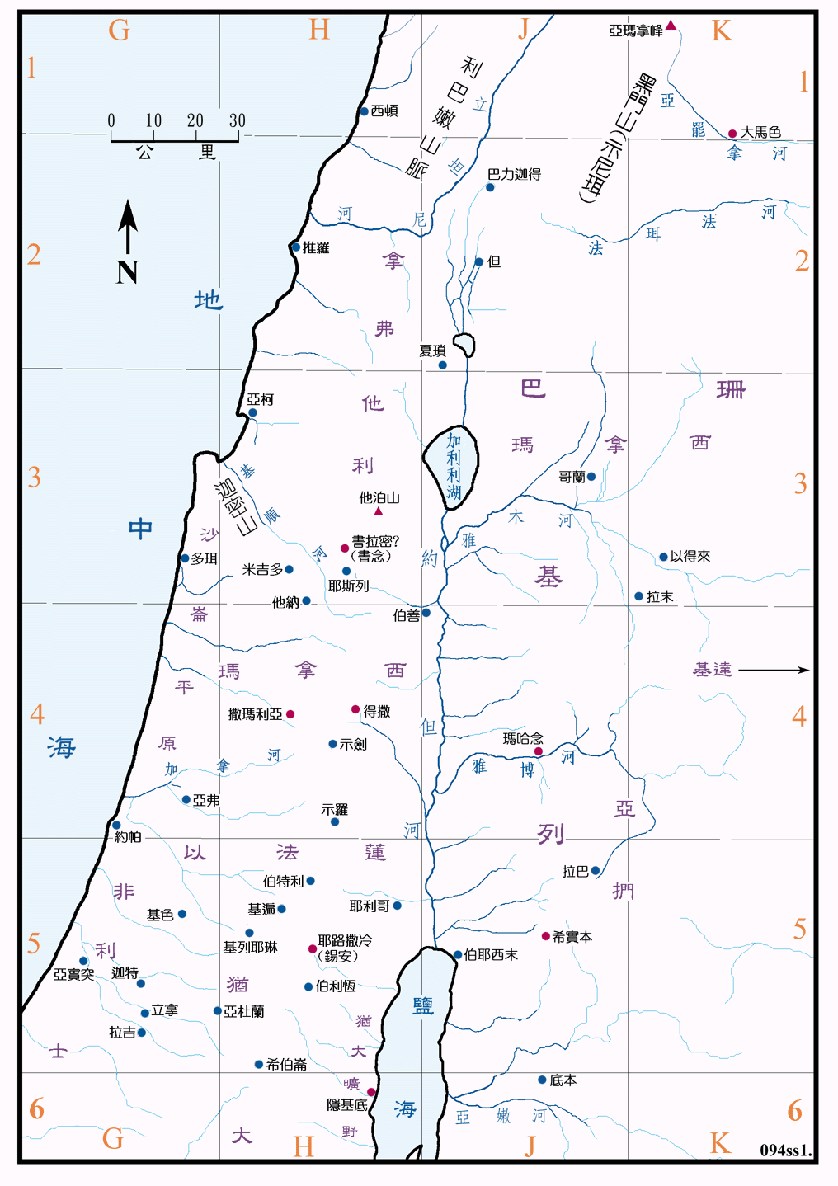 G
H
J
K
1
1
亞瑪拿峰
利巴嫩山脈
黑門山(示尼珥)
西頓
立坦尼河
亞罷拿河
大馬色
0 10 20 30
公 里
巴力迦得
法珥法河
N
2
2
推羅
但
拿弗他利
地中海
夏瑣
亞柯
巴珊
瑪拿西
加利利湖
3
3
基順河
迦密山
他泊山
哥蘭
雅木河
沙崙平原
多珥
米吉多
書拉密?
(書念)
耶斯列
他納
伯善
約但河
基列
以得來
拉末
瑪拿西
基達
4
4
撒瑪利亞
得撒
示劍
瑪哈念
雅博河
加拿河
亞弗
示羅
亞捫
約帕
以法蓮
拉巴
伯特利
非利士
基色
基遍
耶利哥
5
5
基列耶琳
耶路撒冷
(錫安)
希實本
伯耶西末
亞實突
迦特
猶大
伯利恆
鹽海
立拿
亞杜蘭
拉吉
猶大曠野
希伯崙
隱基底
底本
亞嫩河
6
6
G
H
J
K
094ss1.